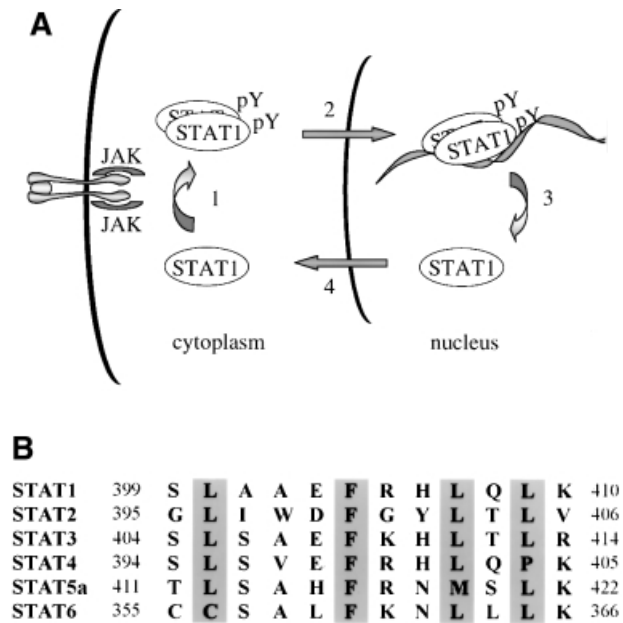 A
pY
STAT1 pY
2
pY
pY
STAT1
JAK
JAK
1
3
STAT1
STAT1
4
cytoplasm
nucleus
B
STAT1 399 S L A A E F R H L Q L K 410
STAT2 395 G L I W D F G Y L T L V 406
STAT3 404 S L S A E F K H L T L R 414
STAT4 394 S L S V E F R H L Q P K 405
STAT5a 411 T L S A H F R N M S L K 422
STAT6 355 C C S A L F K N L L L K 366